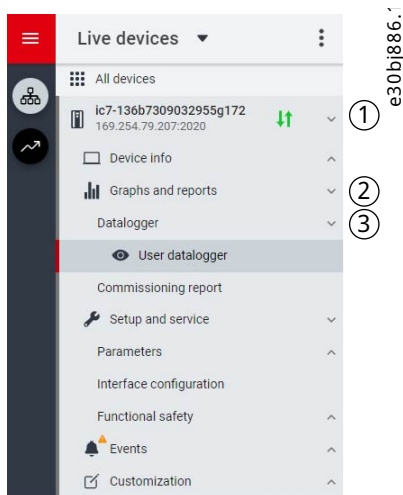 Live devices
All devices
ic7-136b7309032955g172
169.254.79.207:2020
1
Device info
Graphs and reports
2
Datalogger
3
User datalogger
Commissioning report
Setup and service
Parameters
Interface configuration
Functional safety
Events
Customization